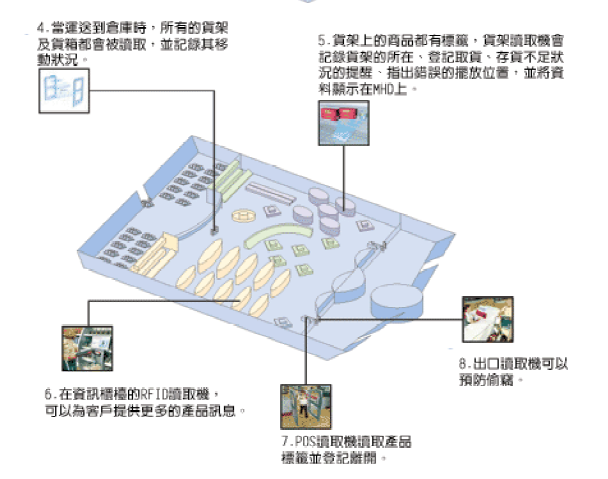 4.當運送到倉庫時，所有的貨架
及貨箱都會被讀取，並記錄其移
動狀況。
5.貨架上的商品都有標籤，貨架讀取機會
記錄貨架的所在、登記取貨、存貨不足狀
況的提醒、指出錯誤的擺放位置，並將資
料顯示在MHD上。
6.在資訊櫃檯的RFID讀取機，
可以為客戶提供更多的產品訊息。
7.POS讀取機讀取產品
標籤並登記離開。
8.出口讀取機可以
預防偷竊。